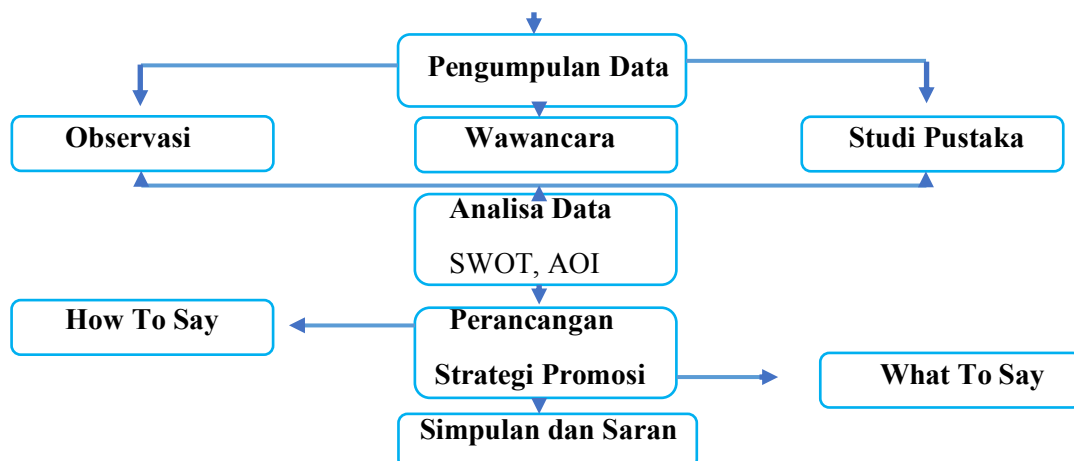 Pengumpulan Data
Observasi
Wawancara
Studi Pustaka
Analisa Data
SWOT, AOI
How To Say
Perancangan
Strategi Promosi
What To Say
Simpulan dan Saran